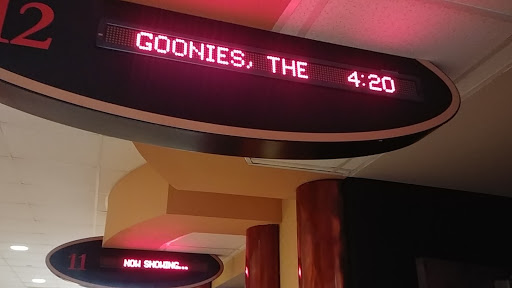 12
GOONIES, THE 4:20
11
NOW SHOWING...